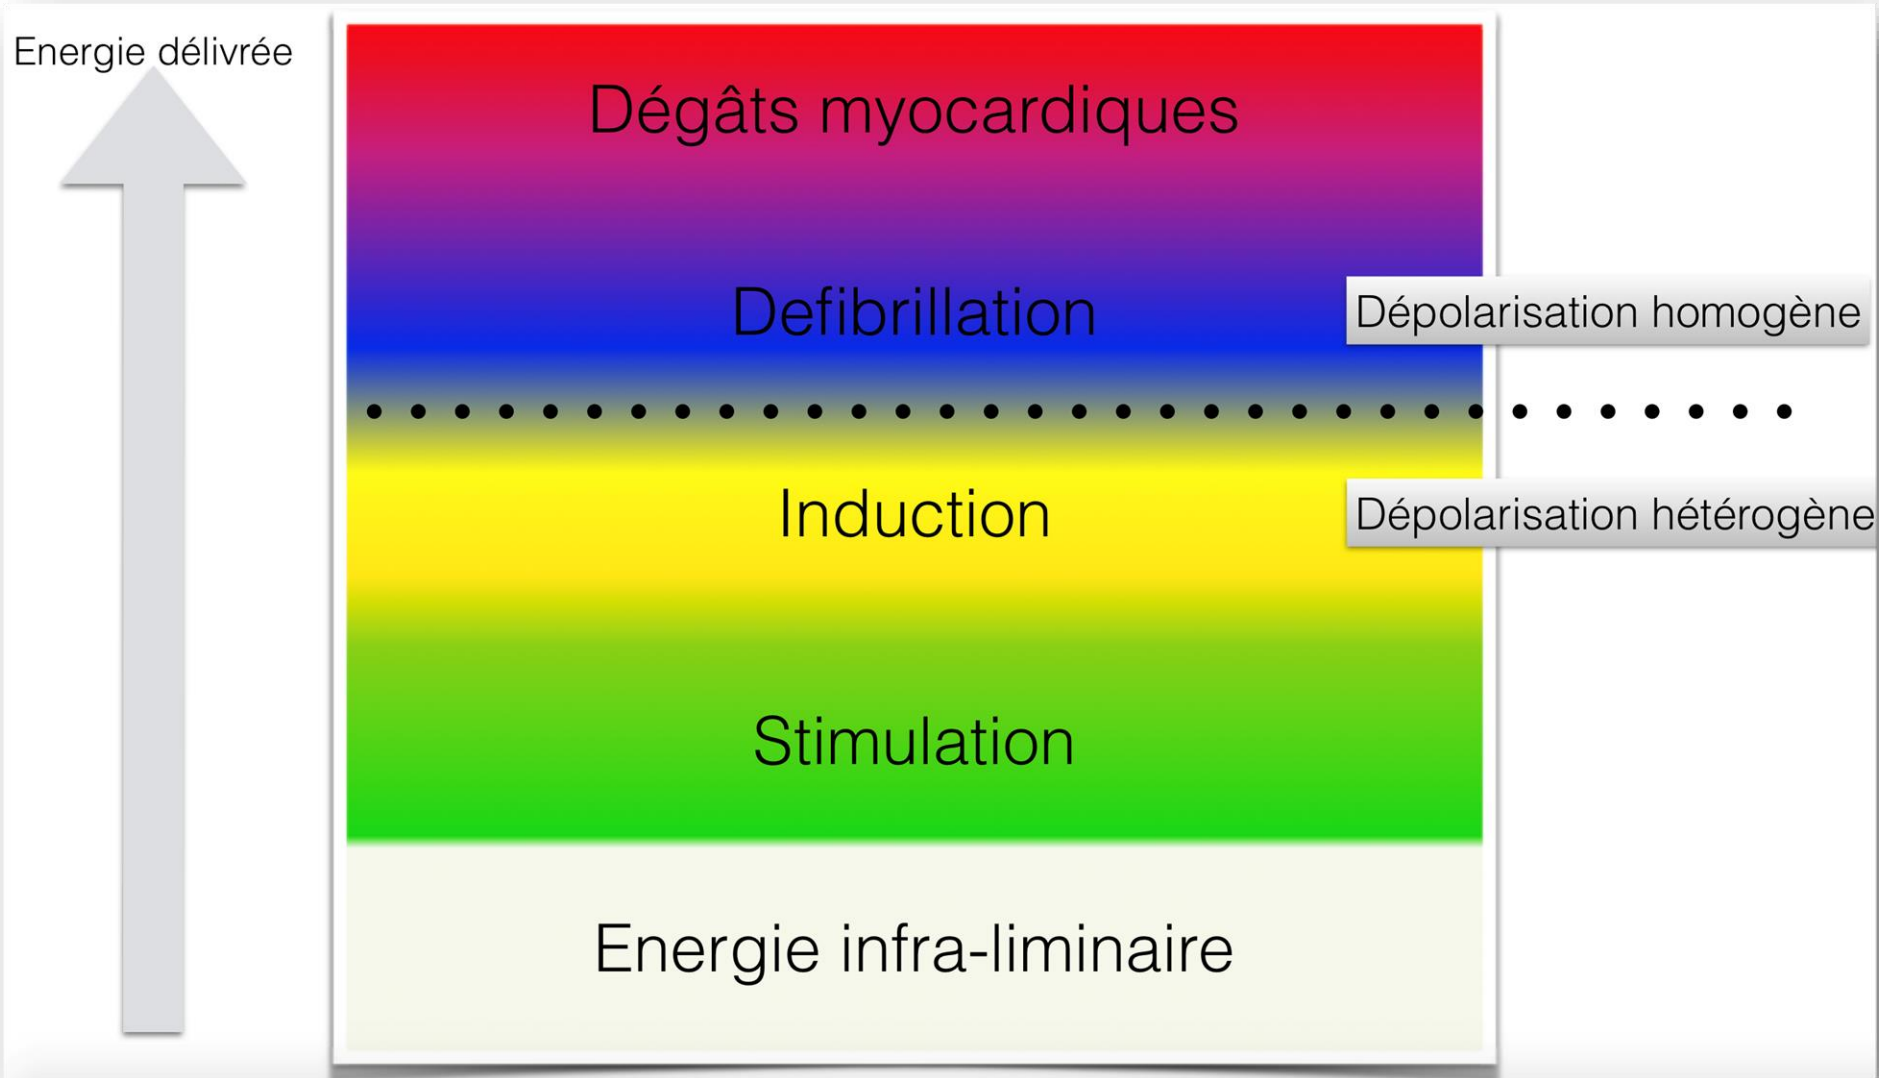 Energie délivrée
Dégâts myocardiques
Defibrillation
Dépolarisation homogène
Induction
Dépolarisation hétérogène
Stimulation
Energie infra-liminaire